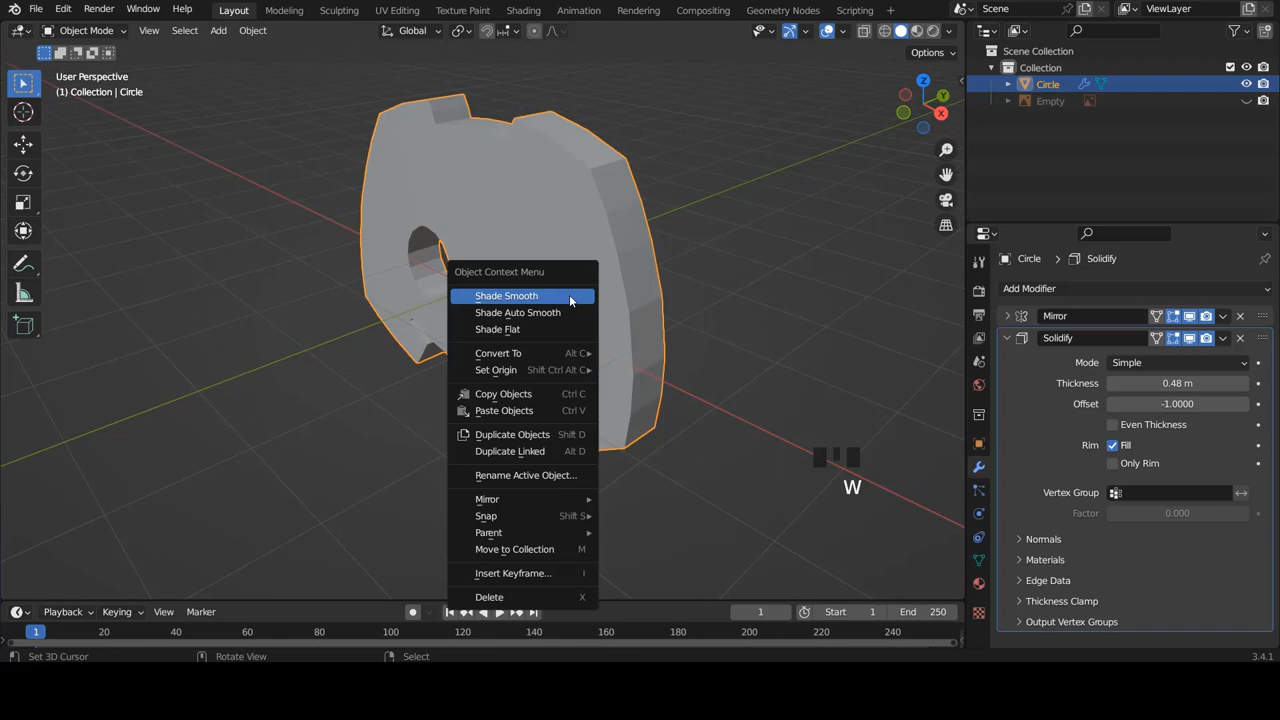 File Edit Render Window Help Layout Modeling Sculpting UV Editing Texture Paint Shading Animation Rendering Compositing Geometry Nodes Scripting Scene ViewLayer
Object Mode View Select Add Object Global
Options
User Perspective
(1) Collection | Circle
Z
Y
X
Scene Collection
Collection
Circle
Empty
Circle Solidify
Add Modifier
Mirror
Solidify
Mode Simple
Thickness 0.48 m
Offset -1.0000
Even Thickness
Rim Fill
Only Rim
Vertex Group
Factor 0.000
Normals
Materials
Edge Data
Thickness Clamp
Output Vertex Groups
Object Context Menu
Shade Smooth
Shade Auto Smooth
Shade Flat
Convert To Alt C
Set Origin Shift Ctrl Alt C
Copy Objects Ctrl C
Paste Objects Ctrl V
Duplicate Objects Shift D
Duplicate Linked Alt D
Rename Active Object...
Mirror
Snap Shift S
Parent
Move to Collection M
Insert Keyframe... I
Delete X
W
Playback Keying View Marker 1 Start 1 End 250
1 20 40 60 80 100 120 140 160 180 200 220 240
Set 3D Cursor Rotate View Select 3.4.1